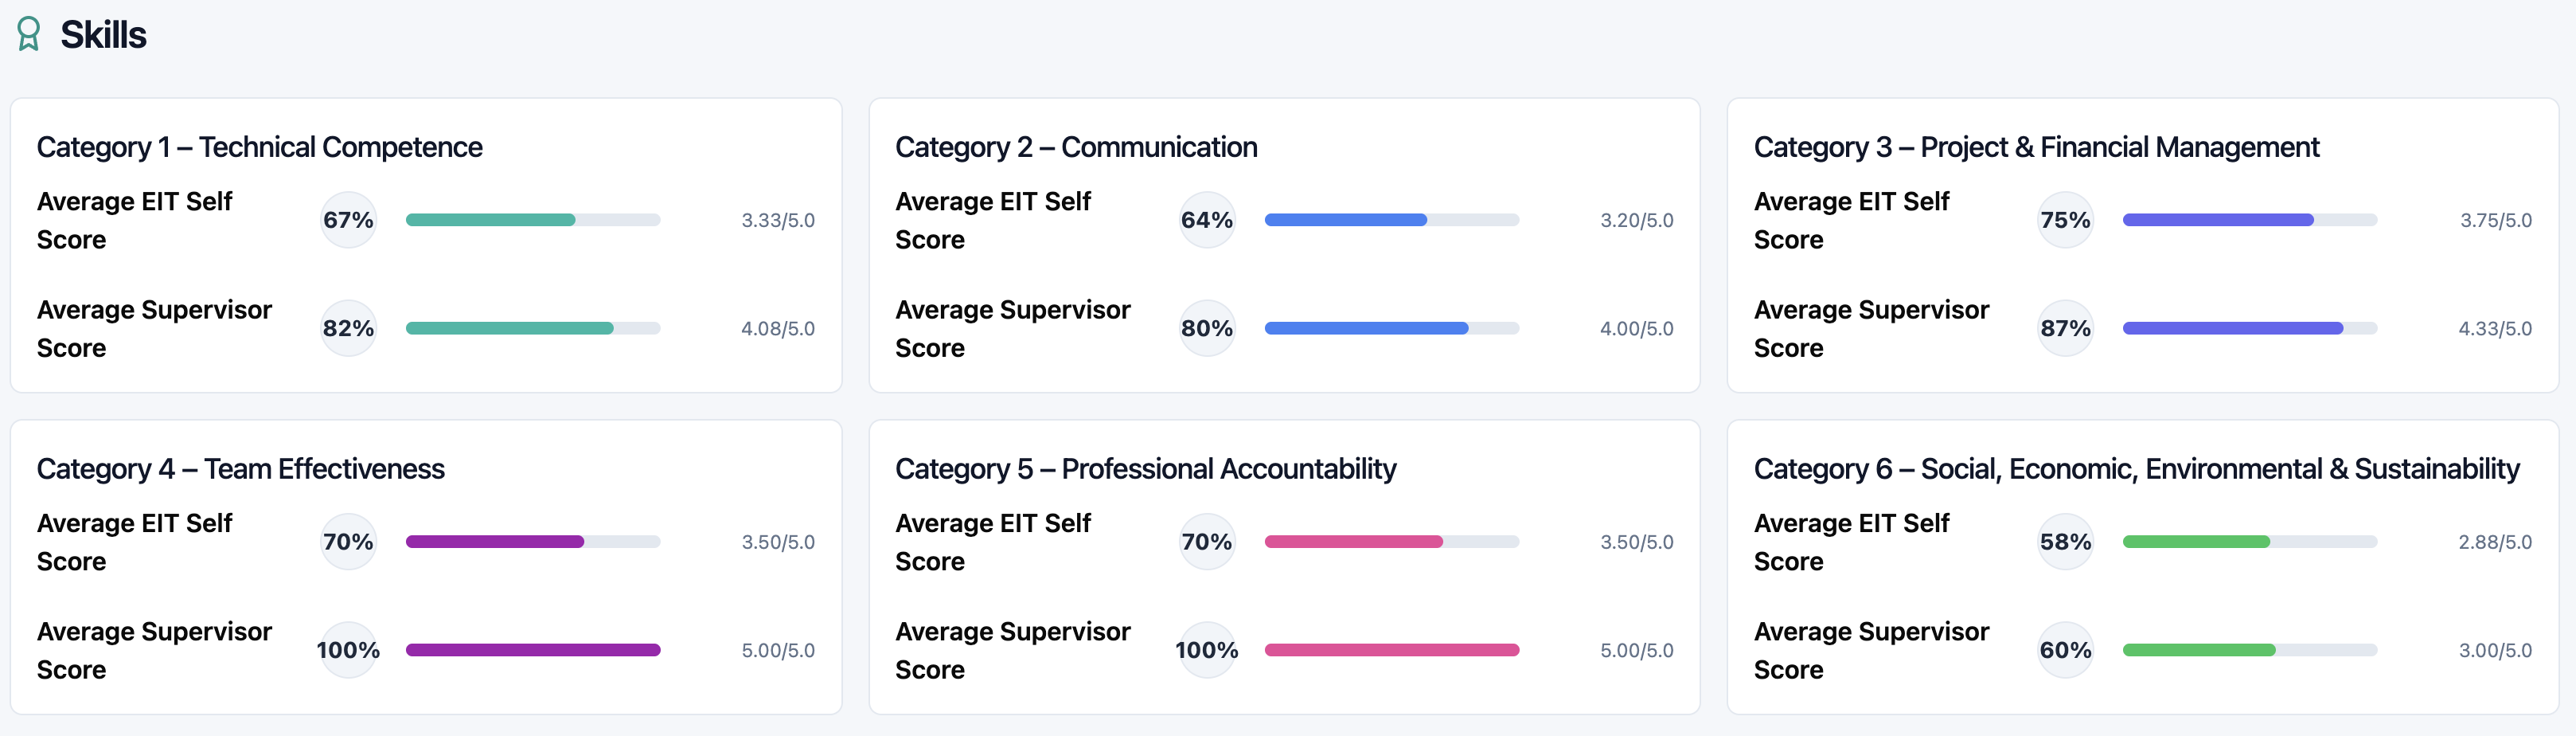 Skills
Category 1 – Technical Competence
Average EIT Self
Score
67%
3.33/5.0
Average Supervisor
Score
82%
4.08/5.0
Category 2 – Communication
Average EIT Self
Score
64%
3.20/5.0
Average Supervisor
Score
80%
4.00/5.0
Category 3 – Project & Financial Management
Average EIT Self
Score
75%
3.75/5.0
Average Supervisor
Score
87%
4.33/5.0
Category 4 – Team Effectiveness
Average EIT Self
Score
70%
3.50/5.0
Average Supervisor
Score
100%
5.00/5.0
Category 5 – Professional Accountability
Average EIT Self
Score
70%
3.50/5.0
Average Supervisor
Score
100%
5.00/5.0
Category 6 – Social, Economic, Environmental & Sustainability
Average EIT Self
Score
58%
2.88/5.0
Average Supervisor
Score
60%
3.00/5.0